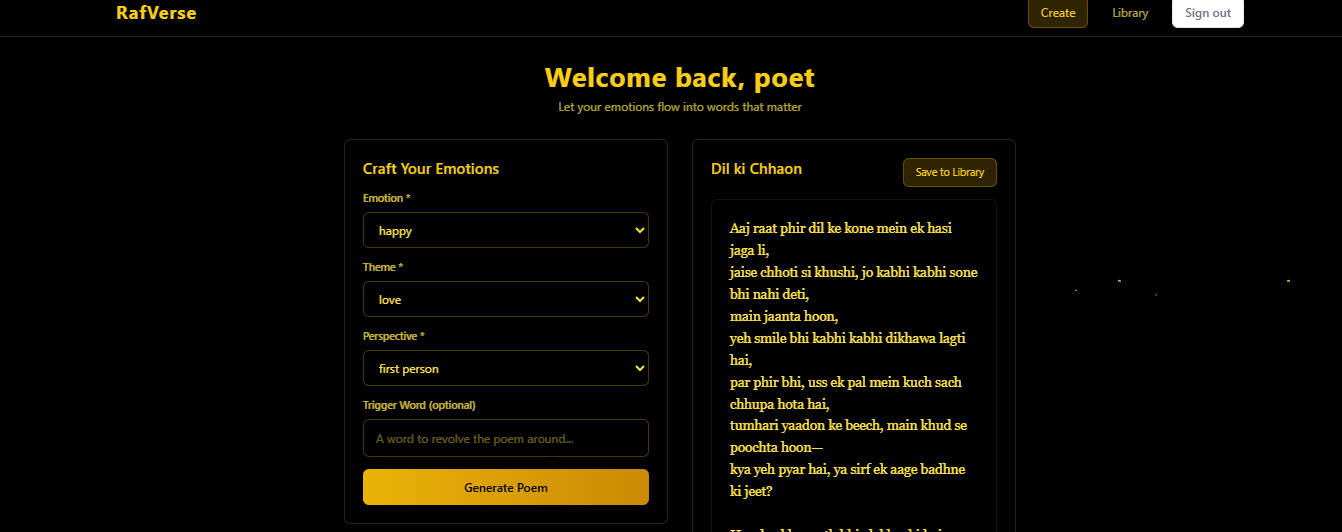 RafVerse
Create
Library
Sign out
Welcome back, poet
Let your emotions flow into words that matter
Craft Your Emotions
Emotion *
happy
Theme *
love
Perspective *
first person
Trigger Word (optional)
A word to revolve the poem around...
Generate Poem
Dil ki Chhaon
Save to Library
Aaj raat phir dil ke kone mein ek hasi
jaga li,
jaise chhoti si khushi, jo kabhi kabhi sone
bhi nahi deti,
main jaanta hoon,
yeh smile bhi kabhi kabhi dikhawa lagti
hai,
par phir bhi, uss ek pal mein kuch sach
chhupa hota hai,
tumhari yaadon ke beech, main khud se
poochta hoon—
kya yeh pyar hai, ya sirf ek aage badhne
ki jeet?